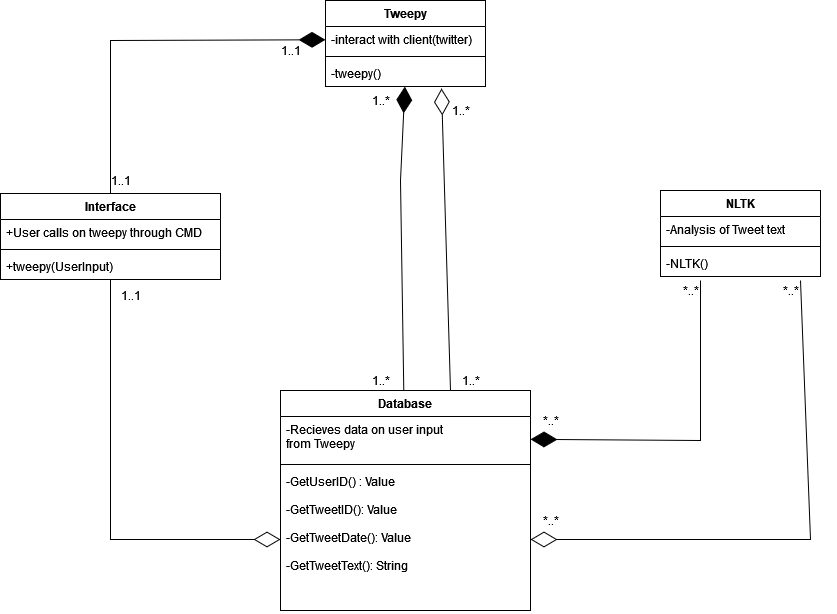 Tweepy
-interact with client(twitter)
-tweepy()
1..1
1..*
1..*
1..1
Interface
+User calls on tweepy through CMD
+tweepy(UserInput)
1..1
NLTK
-Analysis of Tweet text
-NLTK()
*..*
*..*
1..*
1..*
Database
-Recieves data on user input
from Tweepy
-GetUserID() : Value
-GetTweetID(): Value
-GetTweetDate(): Value
-GetTweetText(): String
*..*
*..*